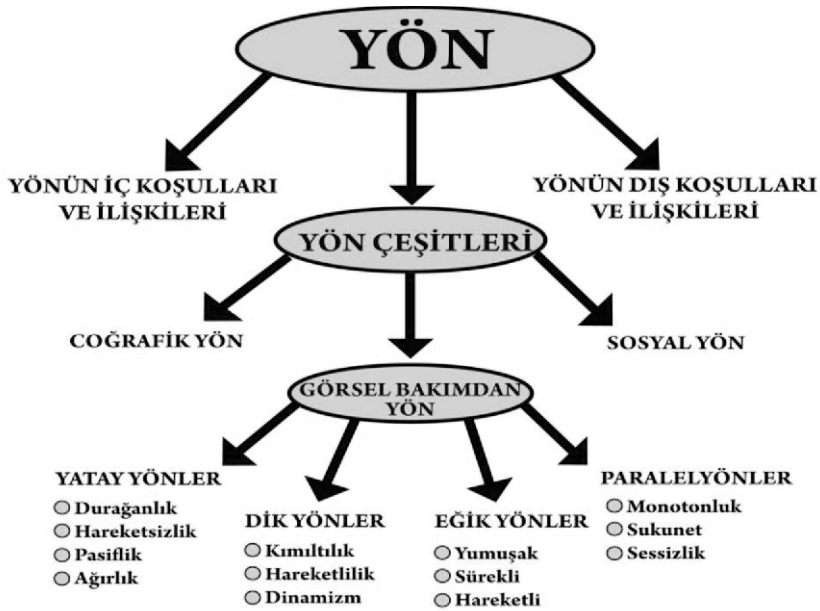 YÖN
YÖNÜN İÇ KOŞULLARI
VE İLİŞKİLERİ
YÖNÜN DIŞ KOŞULLARI
VE İLİŞKİLERİ
YÖN ÇEŞİTLERİ
COĞRAFİK YÖN
SOSYAL YÖN
GÖRSEL BAKIMDAN
YÖN
YATAY YÖNLER
Durağanlık
Hareketsizlik
Pasiflik
Ağırlık
DİK YÖNLER
Kımıltılık
Hareketlilik
Dinamizm
EĞİK YÖNLER
Yumuşak
Sürekli
Hareketli
PARALELYÖNLER
Monotonluk
Sukunet
Sessizlik